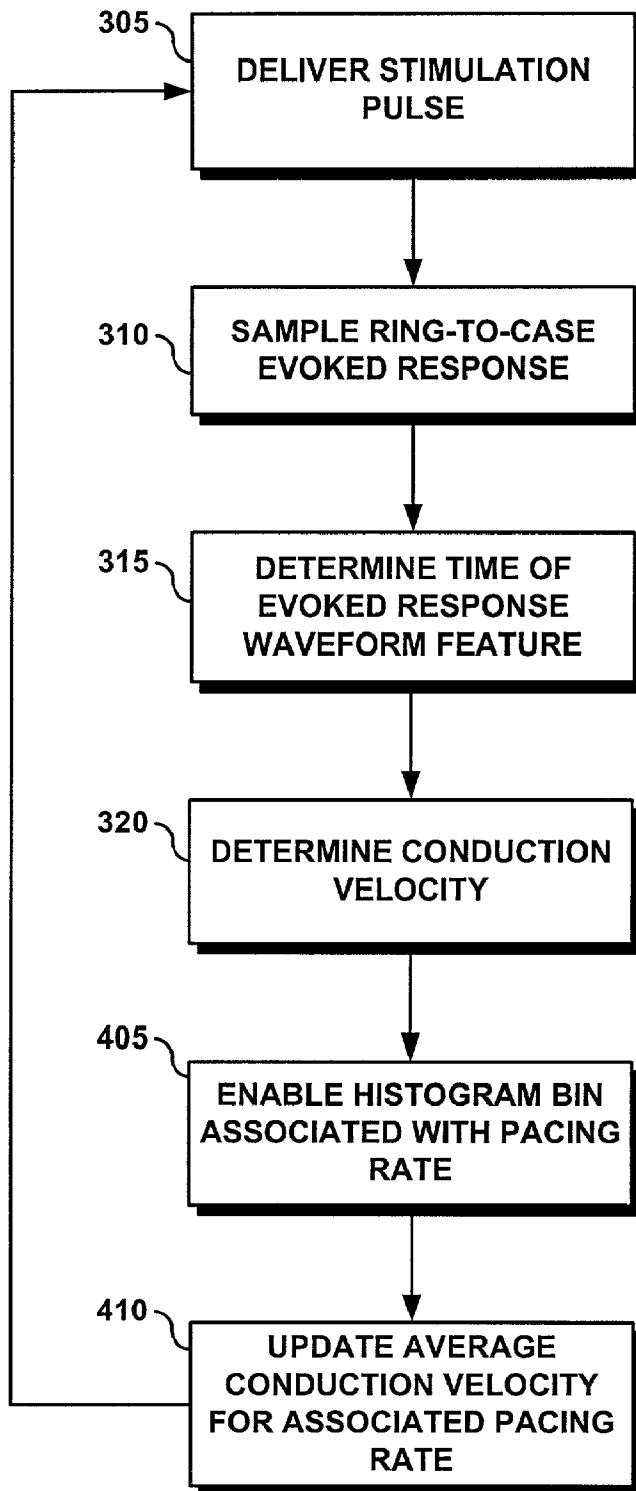 305
DELIVER STIMULATION
PULSE
310
SAMPLE RING-TO-CASE
EVOKED RESPONSE
315
DETERMINE TIME OF
EVOKED RESPONSE
WAVEFORM FEATURE
320
DETERMINE CONDUCTION
VELOCITY
405
ENABLE HISTOGRAM BIN
ASSOCIATED WITH PACING
RATE
410
UPDATE AVERAGE
CONDUCTION VELOCITY
FOR ASSOCIATED PACING
RATE